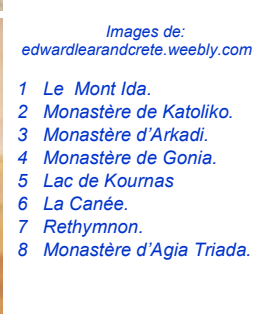 Images de:
edwardlearandcrete.weebly.com
1 Le Mont Ida.
2 Monastère de Katoliko.
3 Monastère d'Arkadi.
4 Monastère de Gonia.
5 Lac de Kournas
6 La Canée.
7 Rethymnon.
8 Monastère d'Agia Triada.